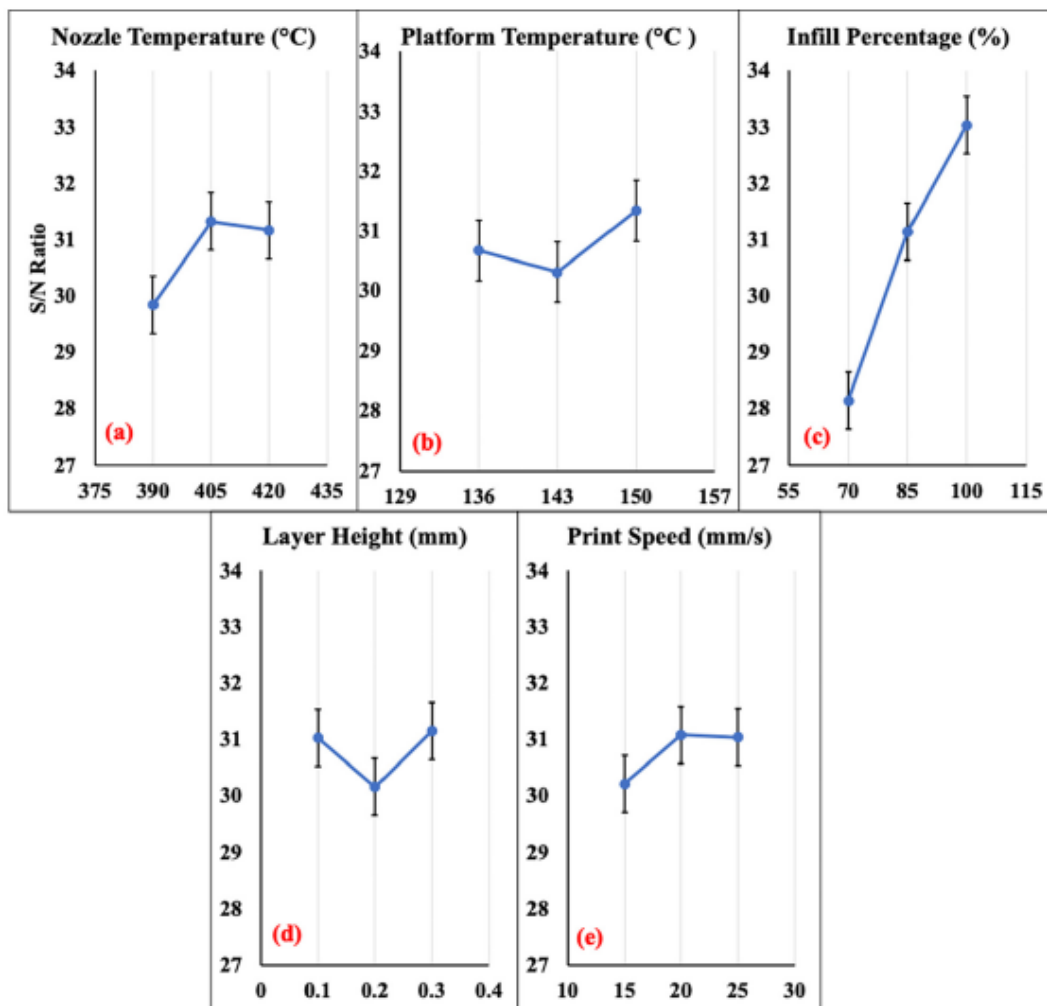 Nozzle Temperature (°C)
34
33
32
31
30
29
28
27
S/N Ratio
(a)
375 390 405 420 435
Platform Temperature (°C )
34
33
32
31
30
29
28
27
(b)
129 136 143 150 157
Infill Percentage (%)
34
33
32
31
30
29
28
27
(c)
55 70 85 100 115
Layer Height (mm)
34
33
32
31
30
29
28
27
(d)
0 0.1 0.2 0.3 0.4
Print Speed (mm/s)
34
33
32
31
30
29
28
27
(e)
10 15 20 25 30